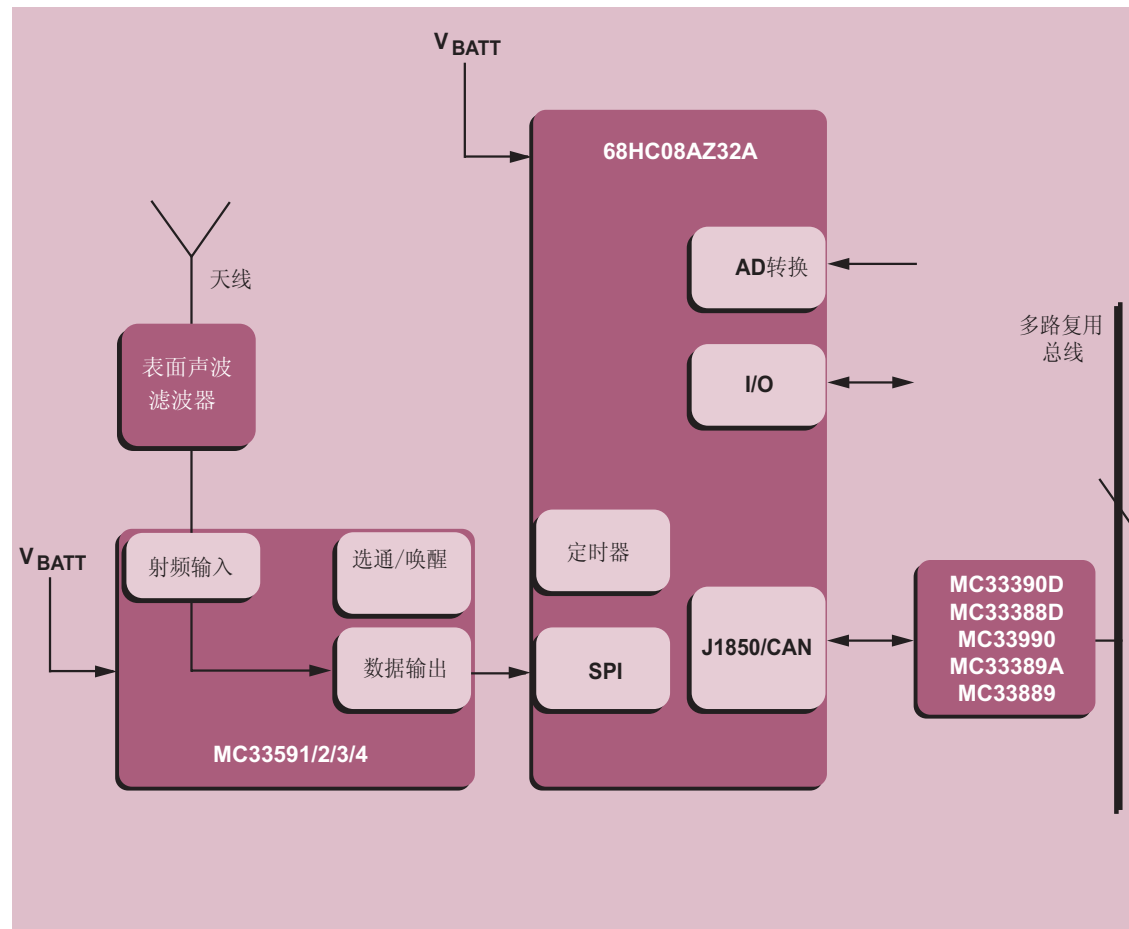 V BATT
68HC08AZ32A
AD转换
天线
多路复用
总线
表面声波
滤波器
I/O
V BATT
射频输入
选通/唤醒
定时器
MC33390D
MC33388D
MC33990
MC33389A
MC33889
J1850/CAN
数据输出
SPI
MC33591/2/3/4